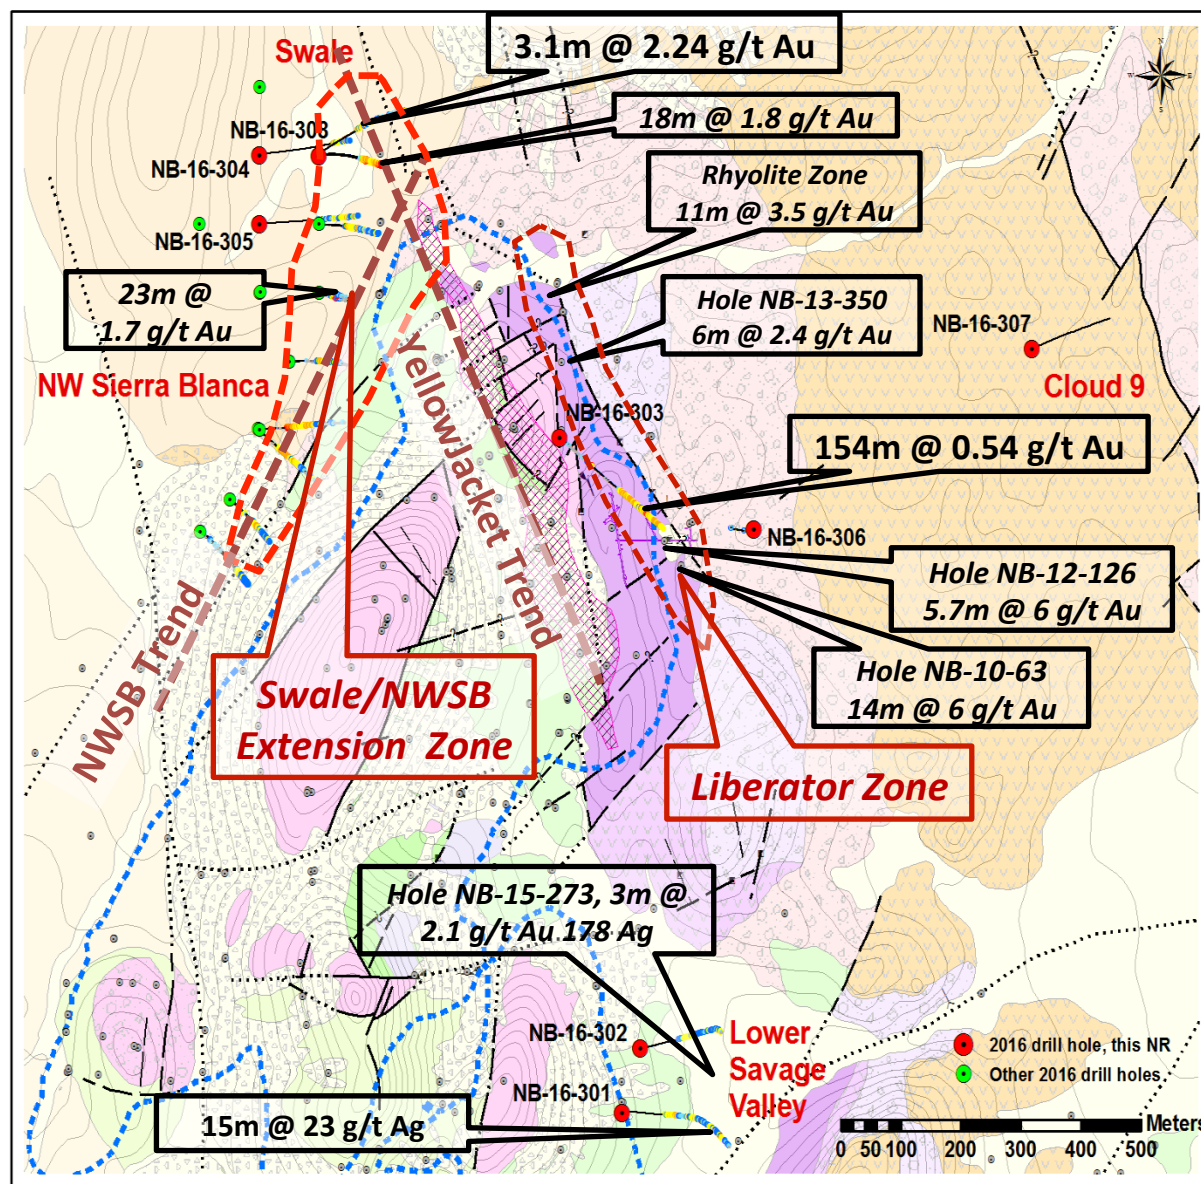 Swale
3.1m @ 2.24 g/t Au
N
W
E
S
18m @ 1.8 g/t Au
NB-16-303
NB-16-304
Rhyolite Zone
11m @ 3.5 g/t Au
NB-16-305
23m @
1.7 g/t Au
Hole NB-13-350
6m @ 2.4 g/t Au
NB-16-307
NW Sierra Blanca
Cloud 9
YellowJacket Trend
NB-16-303
154m @ 0.54 g/t Au
NB-16-306
Hole NB-12-126
5.7m @ 6 g/t Au
NWSB Trend
Hole NB-10-63
14m @ 6 g/t Au
Swale/NWSB
Extension Zone
Liberator Zone
Hole NB-15-273, 3m @
2.1 g/t Au 178 Ag
NB-16-302
Lower
Savage
Valley
2016 drill hole, this NR
Other 2016 drill holes
NB-16-301
15m @ 23 g/t Ag
Meters
0 50 100 200 300 400 500